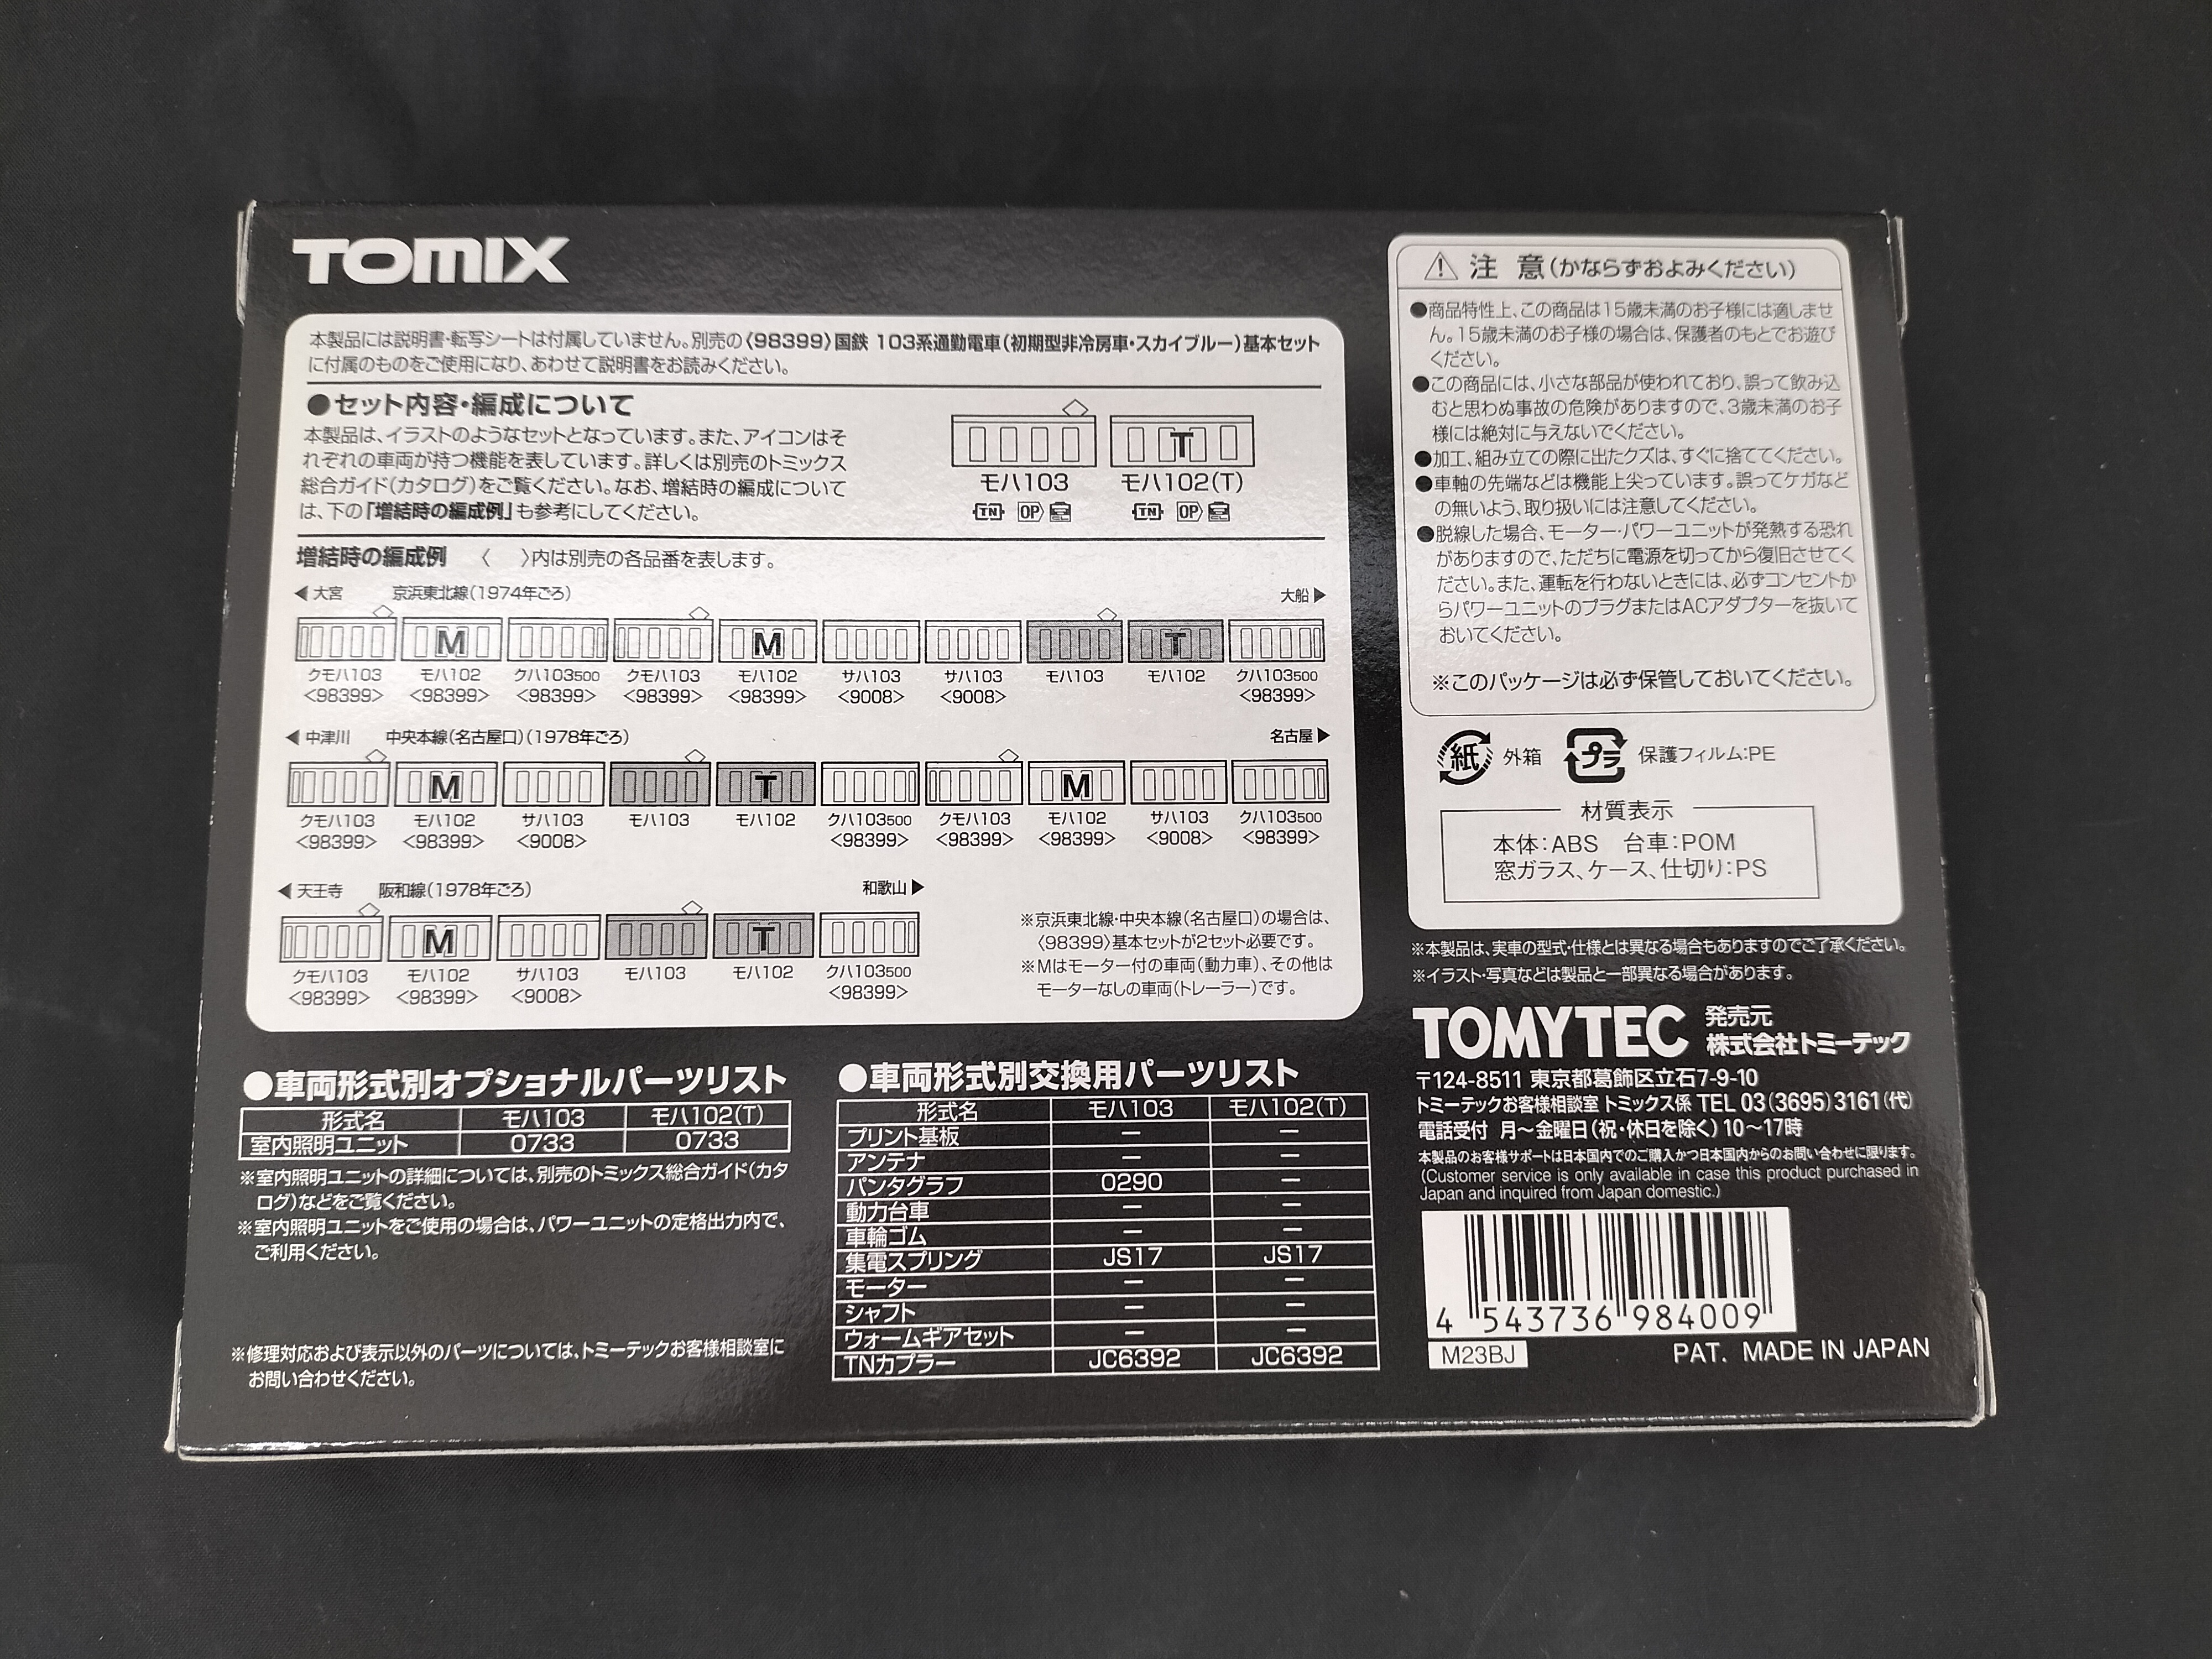 TOMIX
本製品には説明書・転写シートは付属していません。別売の〈98399〉国鉄 103系通勤電車(初期型非冷房車・スカイブルー)基本セット
に付属のものをご使用になり、あわせて説明書をお読みください。
●セット内容・編成について
本製品は、イラストのようなセットとなっています。また、アイコンはそ
れぞれの車両が持つ機能を表しています。詳しくは別売のトミックス
総合ガイド(カタログ)をご覧ください。なお、増結時の編成について
は、下の「増結時の編成例」も参考にしてください。
T
モハ103 モハ102(T)
TN OP TN OP
増結時の編成例 〈 〉内は別売の各品番を表します。
◀大宮 京浜東北線(1974年ごろ) 大船▶
M M T
クモハ103 モハ102 クハ103500 クモハ103 モハ102 サハ103 サハ103 モハ103 モハ102 クハ103500
<98399> <98399> <98399> <98399> <98399> <9008> <9008> <98399>
◀中津川 中央本線(名古屋口)(1978年ごろ) 名古屋▶
M T M
クモハ103 モハ102 サハ103 モハ103 モハ102 クハ103500 クモハ103 モハ102 サハ103 クハ103500
<98399> <98399> <9008> <98399> <98399> <98399> <9008> <98399>
◀天王寺 阪和線(1978年ごろ) 和歌山▶
M T
クモハ103 モハ102 サハ103 モハ103 モハ102 クハ103500
<98399> <98399> <9008> <98399>
※京浜東北線・中央本線(名古屋口)の場合は、
〈98399〉基本セットが2セット必要です。
※Mはモーター付の車両(動力車)、その他は
モーターなしの車両(トレーラー)です。
●車両形式別オプショナルパーツリスト
形式名 モハ103 モハ102(T)
室内照明ユニット 0733 0733
※室内照明ユニットの詳細については、別売のトミックス総合ガイド(カタ
ログ)などをご覧ください。
※室内照明ユニットをご使用の場合は、パワーユニットの定格出力内で、
ご利用ください。
※修理対応および表示以外のパーツについては、トミーテックお客様相談室に
お問い合わせください。
●車両形式別交換用パーツリスト
形式名 モハ103 モハ102(T)
プリント基板 ー ー
アンテナ ー ー
パンタグラフ 0290 ー
動力台車 ー ー
車輪ゴム ー ー
集電スプリング JS17 JS17
モーター ー ー
シャフト ー ー
ウォームギアセット ー ー
TNカプラー JC6392 JC6392
⚠ 注 意(かならずおよみください)
●商品特性上、この商品は15歳未満のお子様には適しませ
ん。15歳未満のお子様の場合は、保護者のもとでお遊び
ください。
●この商品には、小さな部品が使われており、誤って飲み込
むと思わぬ事故の危険がありますので、3歳未満のお子
様には絶対に与えないでください。
●加工、組み立ての際に出たクズは、すぐに捨ててください。
●車軸の先端などは機能上尖っています。誤ってケガなど
の無いよう、取り扱いには注意してください。
●脱線した場合、モーター・パワーユニットが発熱する恐れ
がありますので、ただちに電源を切ってから復旧させてく
ださい。また、運転を行わないときには、必ずコンセントか
らパワーユニットのプラグまたはACアダプターを抜いて
おいてください。
※このパッケージは必ず保管しておいてください。
紙 外箱 プラ 保護フィルム:PE
材質表示
本体:ABS 台車:POM
窓ガラス、ケース、仕切り:PS
※本製品は、実車の型式・仕様とは異なる場合もありますのでご了承ください。
※イラスト・写真などは製品と一部異なる場合があります。
TOMYTEC 発売元
株式会社トミーテック
〒124-8511 東京都葛飾区立石7-9-10
トミーテックお客様相談室 トミックス係 TEL 03(3695)3161(代)
電話受付 月～金曜日(祝・休日を除く)10～17時
本製品のお客様サポートは日本国内でのご購入かつ日本国内からのお問い合わせに限ります。
(Customer service is only available in case this product purchased in
Japan and inquired from Japan domestic.)
4 543736 984009
M23BJ PAT. MADE IN JAPAN